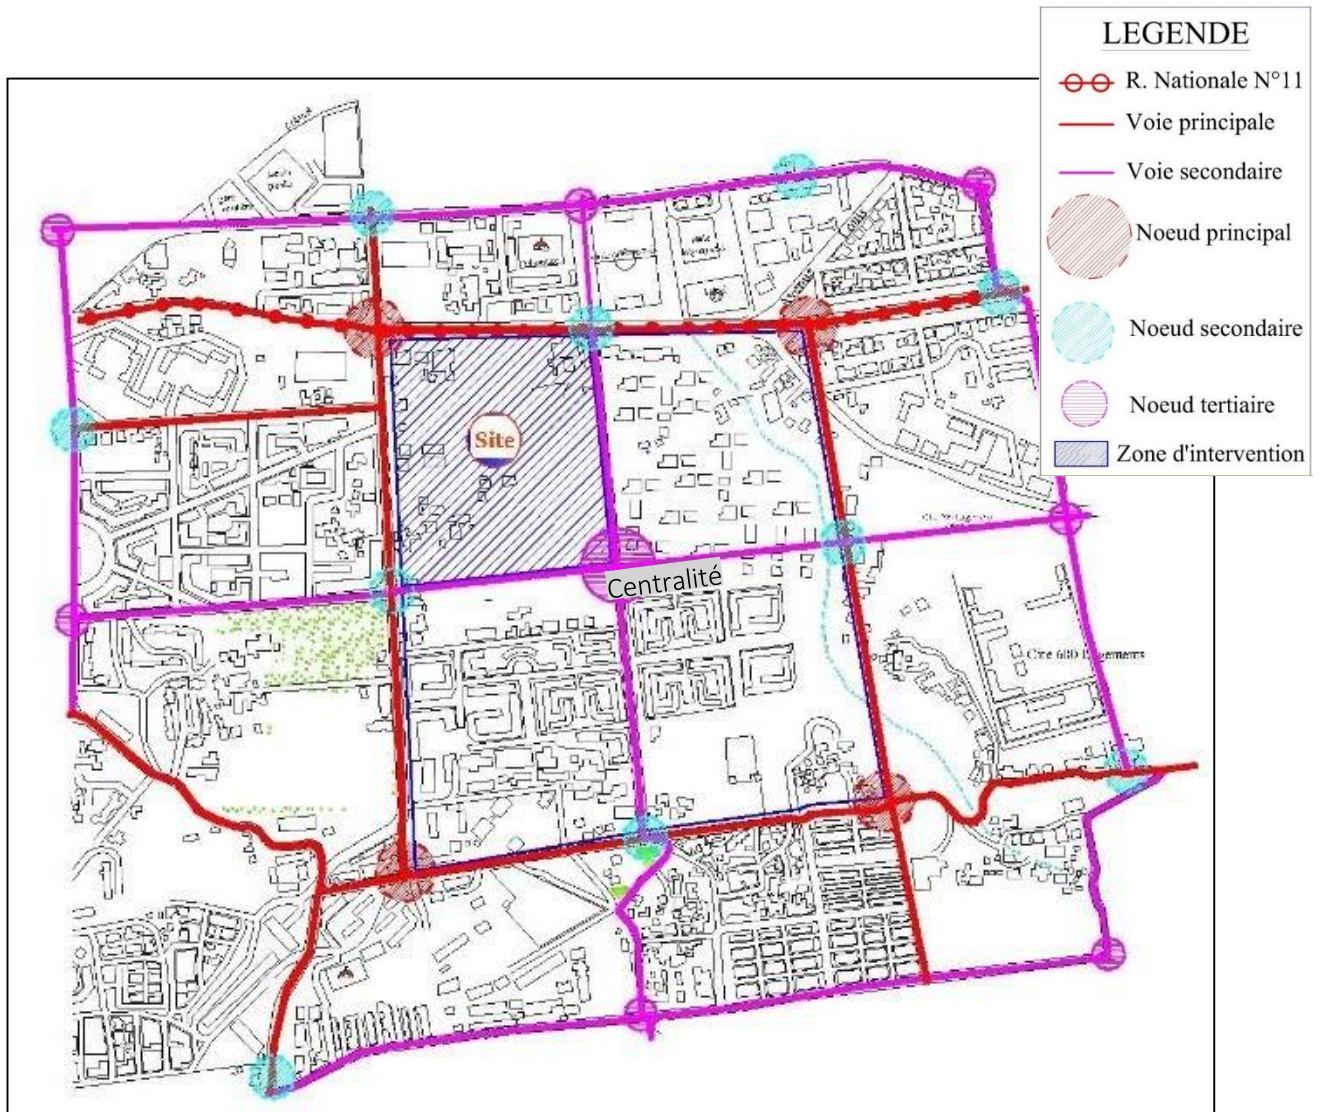 LEGENDE
R. Nationale N°11
Voie principale
Voie secondaire
Noeud principal
Noeud secondaire
Noeud tertiaire
Zone d'intervention
Site
Centralité
Cite 680